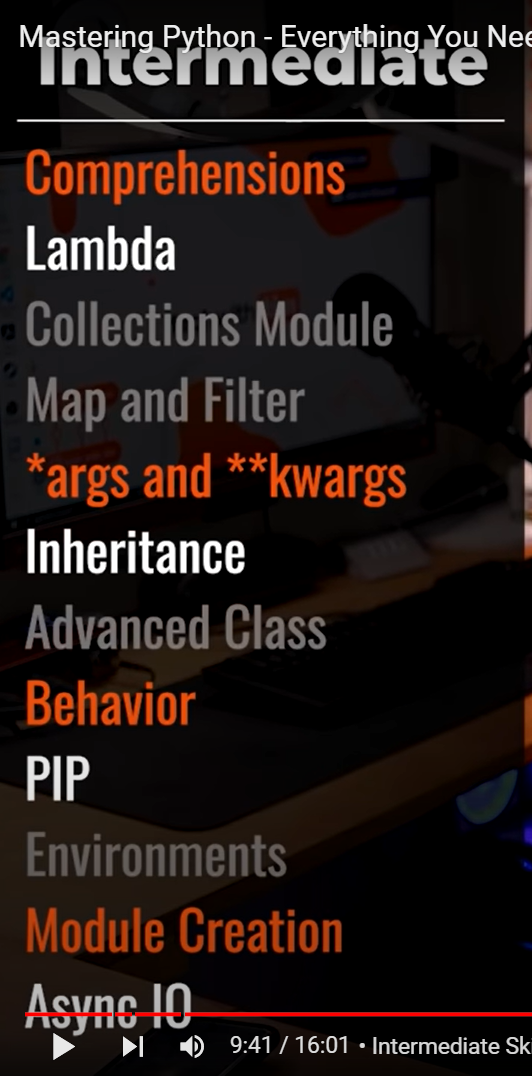 Mastering Python - Everything You Nee
Intermediate
Comprehensions
Lambda
Collections Module
Map and Filter
*args and **kwargs
Inheritance
Advanced Class
Behavior
PIP
Environments
Module Creation
Async IO
9:41 / 16:01 • Intermediate Ski